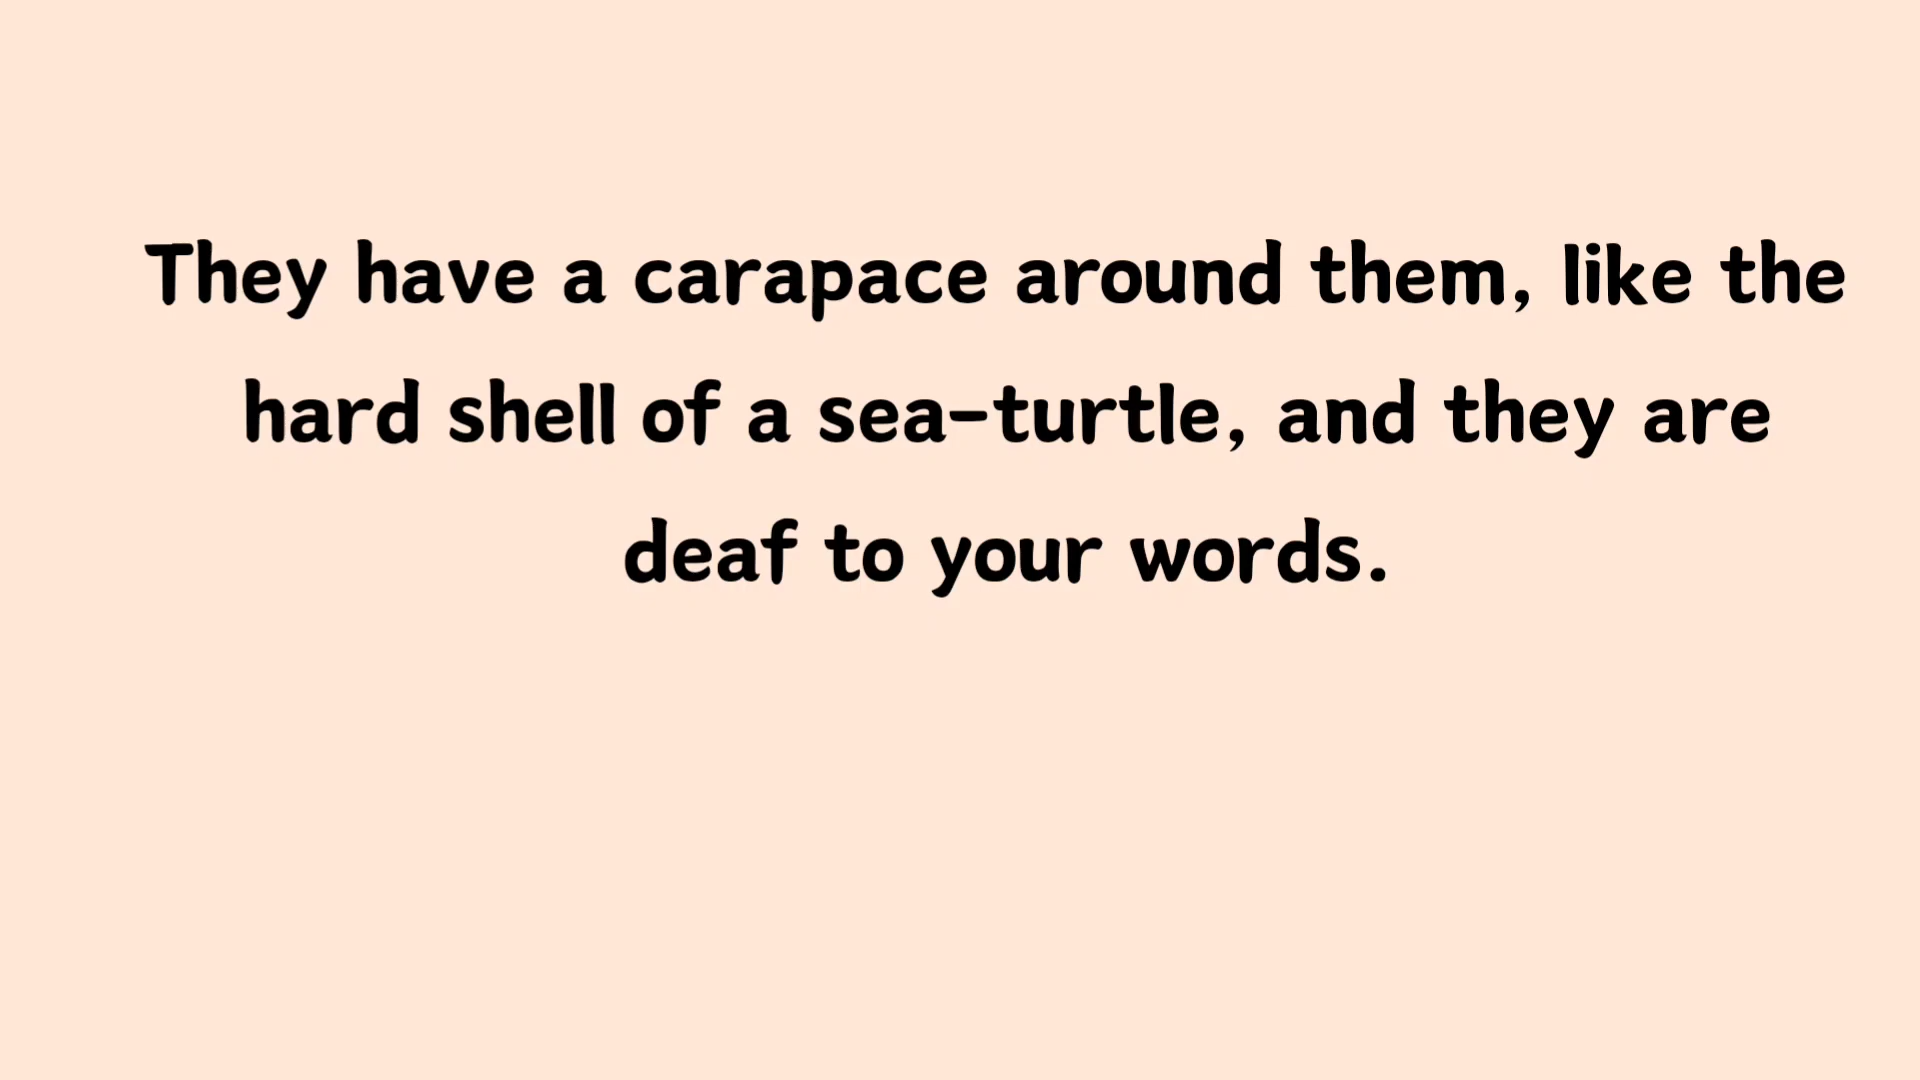 They have a carapace around them, like the
hard shell of a sea-turtle, and they are
deaf to your words.